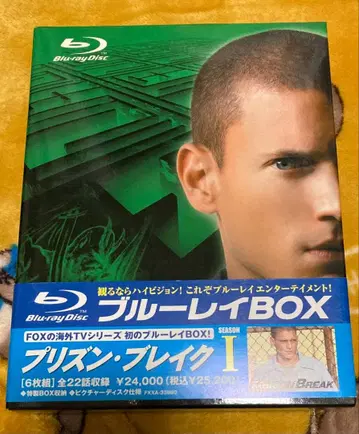 Blu-ray Disc
TM
観るならハイビジョン! これぞブルーレイエンターテイメント!
Blu-ray Disc ブルーレイBOX
FOXの海外TVシリーズ 初のブルーレイBOX!
プリズン・ブレイク SEASON I
[6枚組] 全22話収録 ¥24,000 (税込¥25,200)
BREAK
◆特製BOX収納 ◆ピクチャーディスク仕様